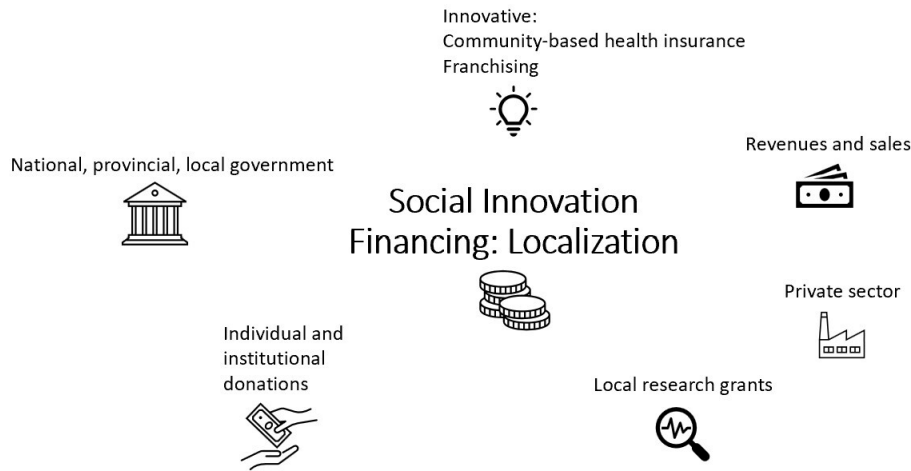 Innovative:
Community-based health insurance
Franchising
Revenues and sales
National, provincial, local government
Social Innovation
Financing: Localization
Private sector
Individual and
institutional
donations
Local research grants